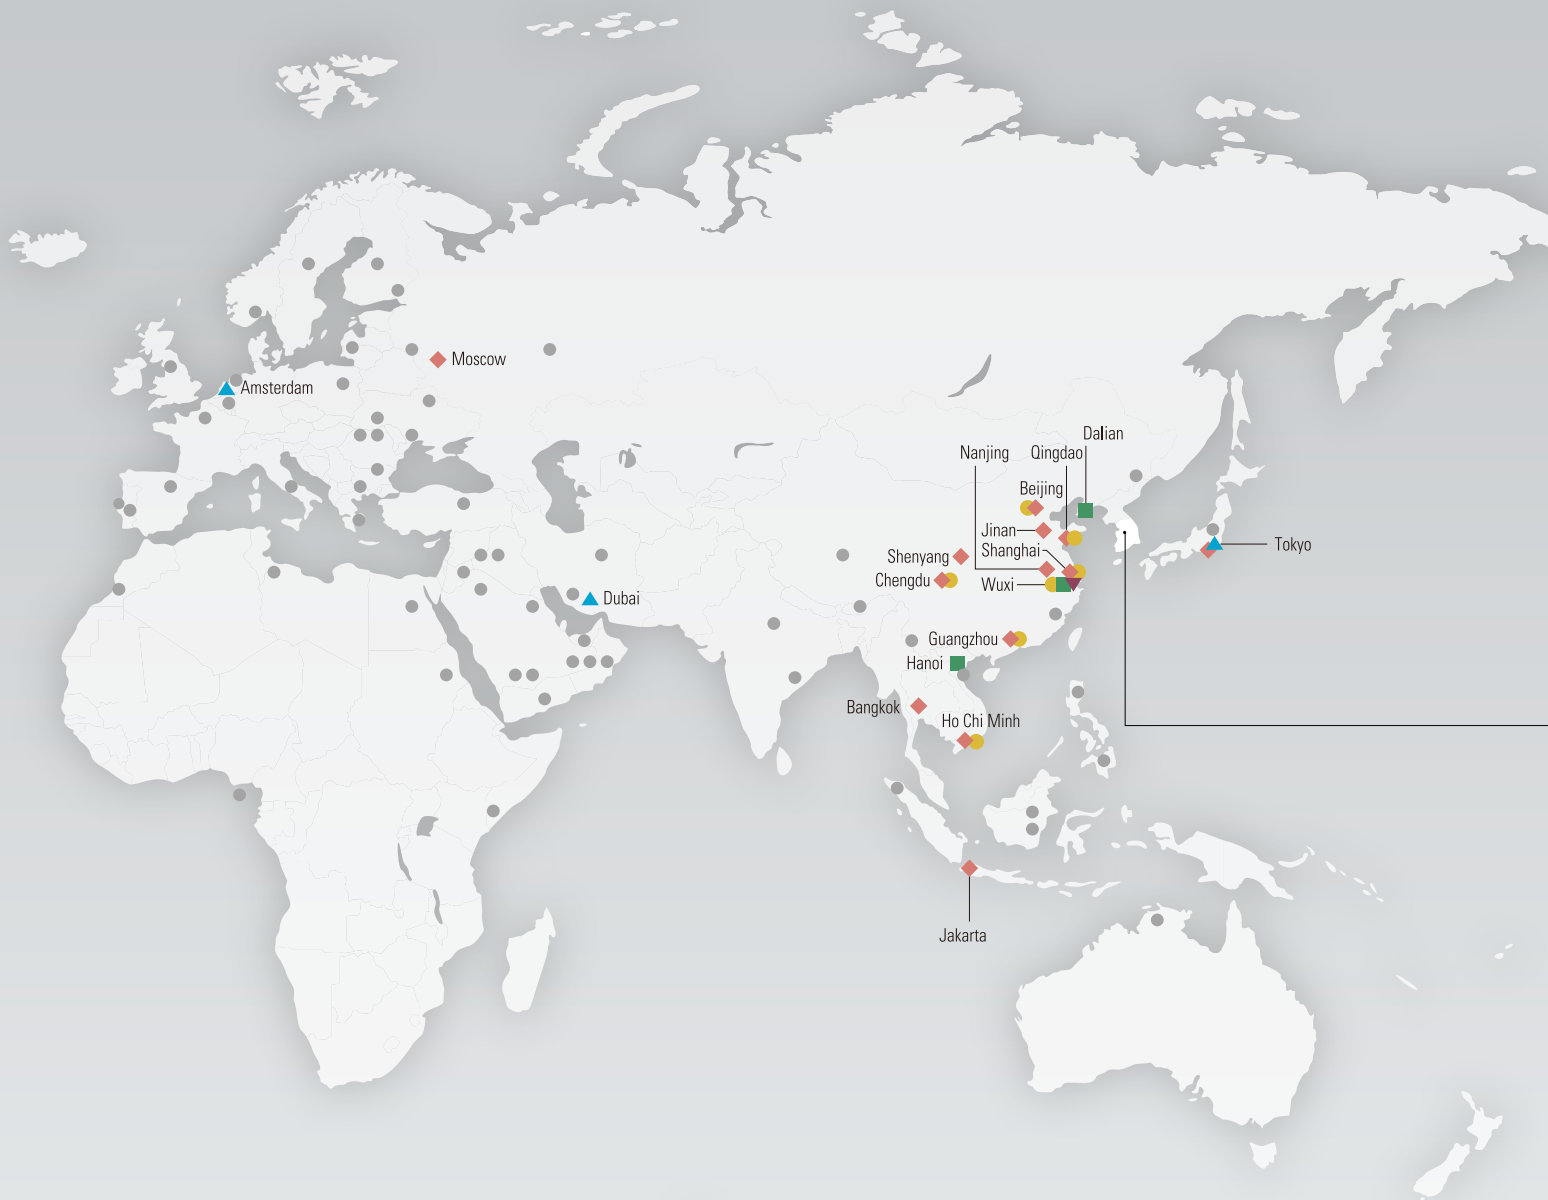 Moscow
Amsterdam
Dalian
Nanjing
Qingdao
Beijing
Jinan
Shanghai
Tokyo
Shenyang
Chengdu
Wuxi
Dubai
Guangzhou
Hanoi
Bangkok
Ho Chi Minh
Jakarta